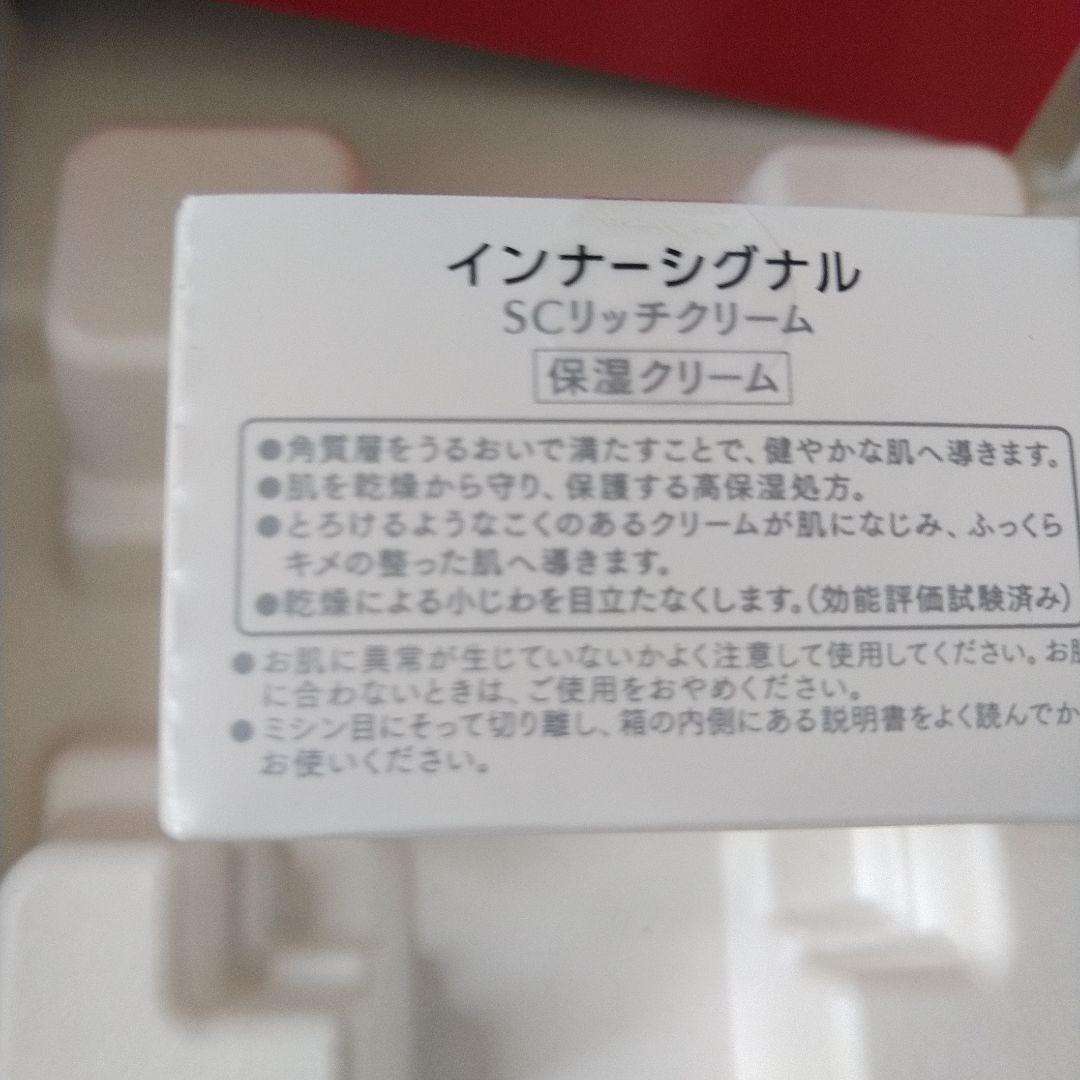 インナーシグナル
SCリッチクリーム
保湿クリーム
●角質層をうるおいで満たすことで、健やかな肌へ導きます。
●肌を乾燥から守り、保護する高保湿処方。
●とろけるようなこくのあるクリームが肌になじみ、ふっくら
キメの整った肌へ導きます。
●乾燥による小じわを目立たなくします。(効能評価試験済み)
●お肌に異常が生じていないかよく注意して使用してください。お肌
に合わないときは、ご使用をおやめください。
●ミシン目にそって切り離し、箱の内側にある説明書をよく読んでか
お使いください。